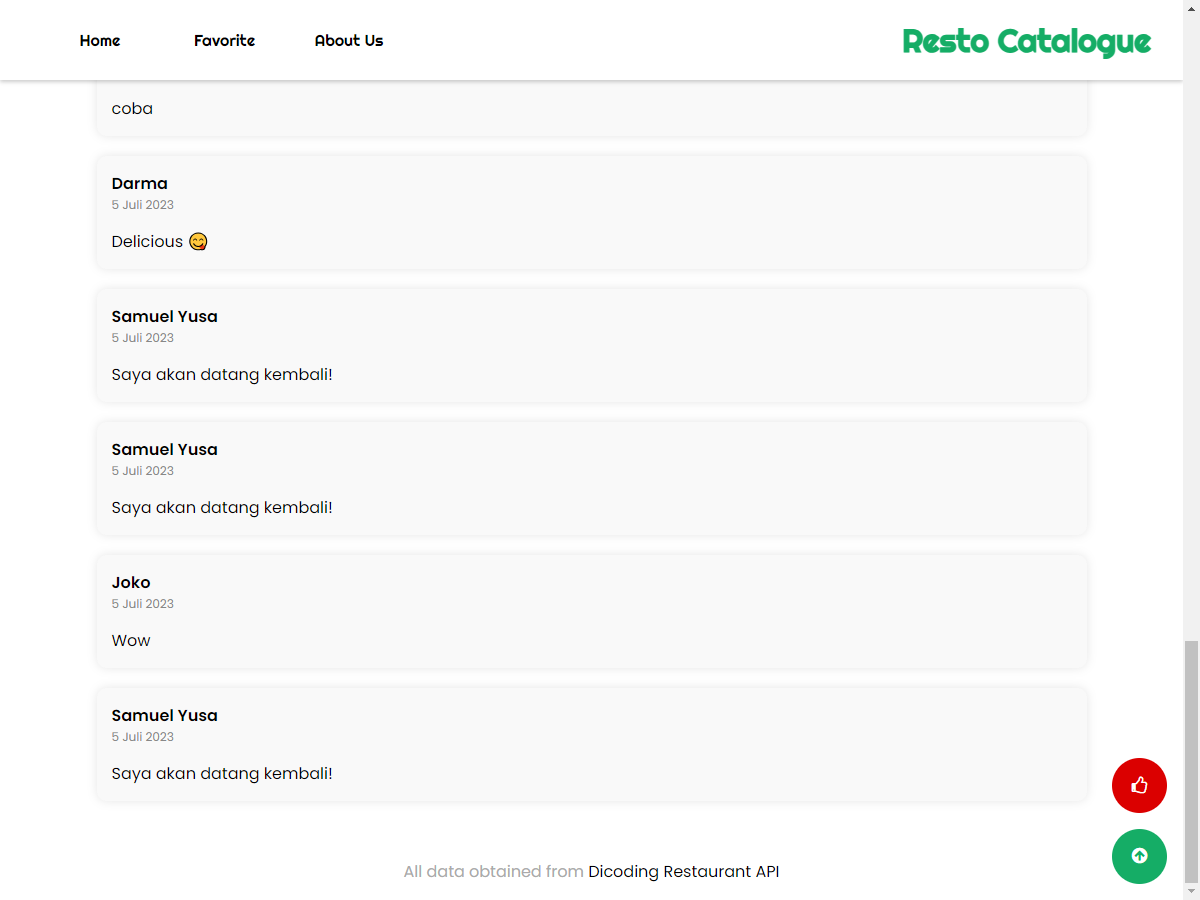 Home Favorite About Us Resto Catalogue
coba
Darma
5 Juli 2023
Delicious 😋
Samuel Yusa
5 Juli 2023
Saya akan datang kembali!
Samuel Yusa
5 Juli 2023
Saya akan datang kembali!
Joko
5 Juli 2023
Wow
Samuel Yusa
5 Juli 2023
Saya akan datang kembali!
All data obtained from Dicoding Restaurant API